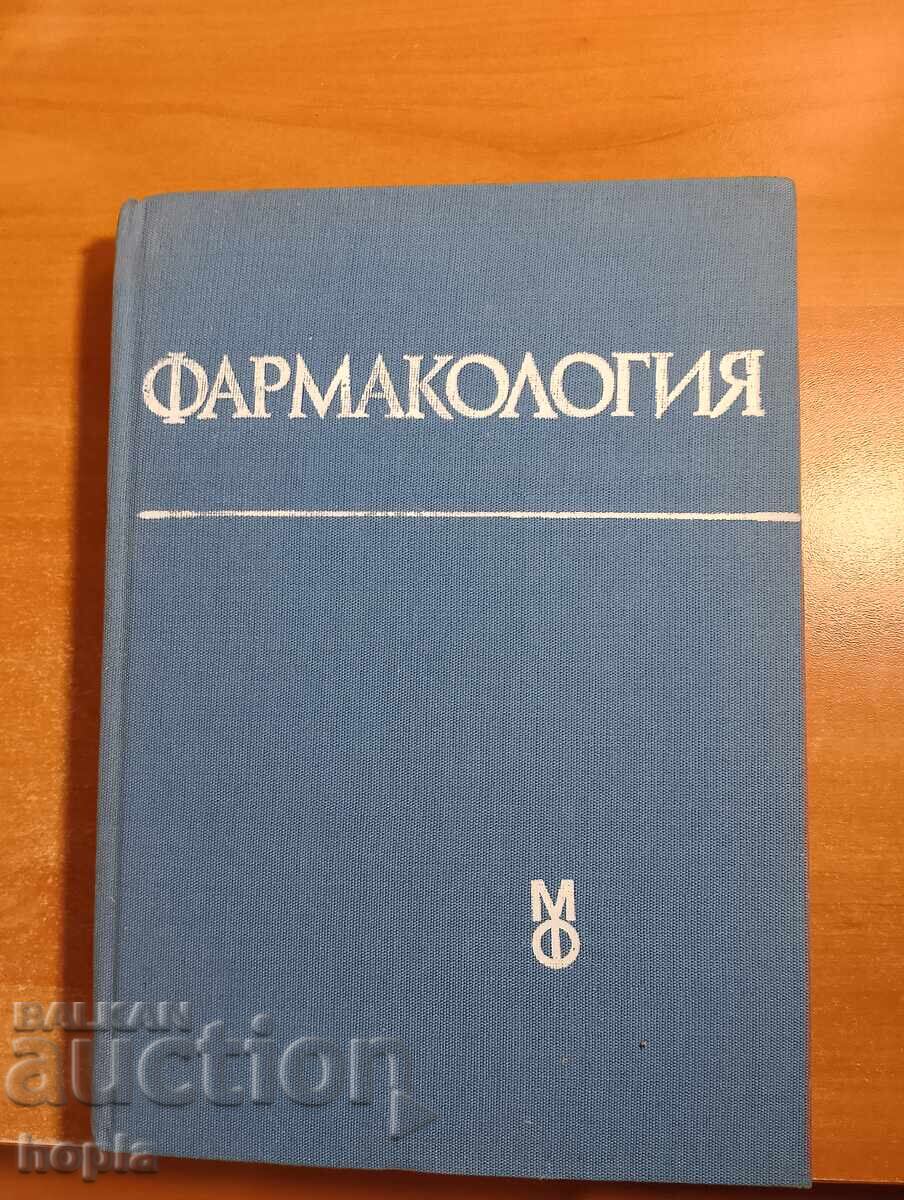 ФАРМАКОЛОГИЯ
М
Ф
BALKAN
auction
hopla